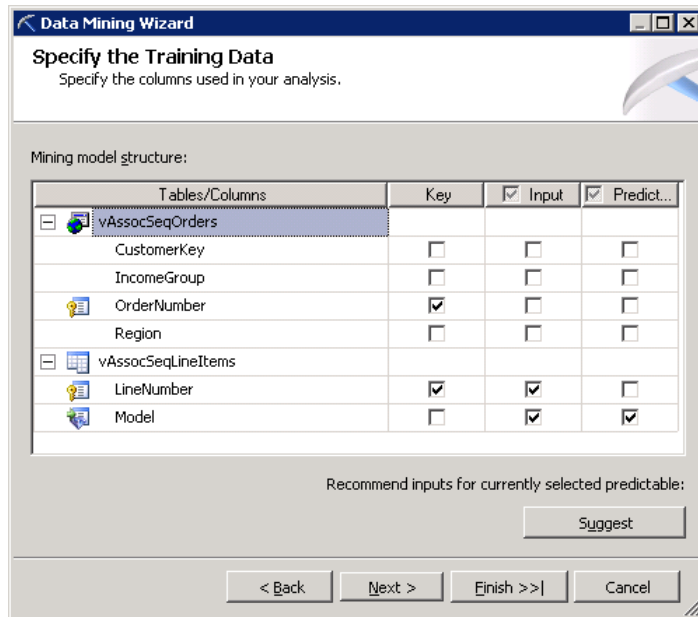 Data Mining Wizard
Specify the Training Data
Specify the columns used in your analysis.
Mining model structure:
Tables/Columns Key Input Predict...
vAssocSeqOrders
CustomerKey
IncomeGroup
OrderNumber
Region
vAssocSeqLineItems
LineNumber
Model
Recommend inputs for currently selected predictable:
Suggest
< Back Next > Finish >>| Cancel